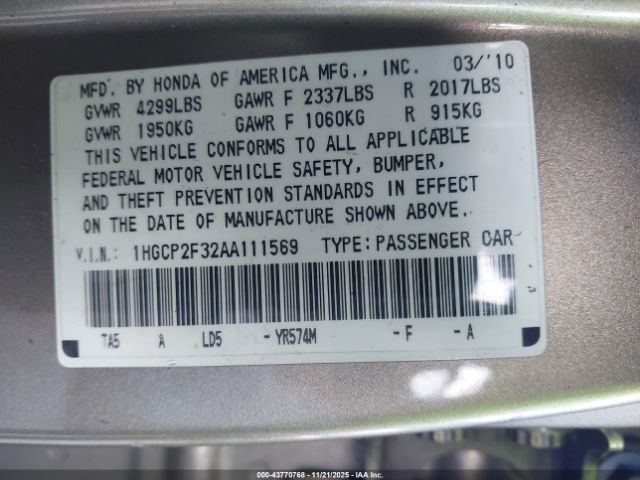 MFD. BY HONDA OF AMERICA MFG., INC. 03/'10
GVWR 4299LBS GAWR F 2337LBS R 2017LBS
GVWR 1950KG GAWR F 1060KG R 915KG
THIS VEHICLE CONFORMS TO ALL APPLICABLE
FEDERAL MOTOR VEHICLE SAFETY, BUMPER,
AND THEFT PREVENTION STANDARDS IN EFFECT
ON THE DATE OF MANUFACTURE SHOWN ABOVE.
V.I.N.: 1HGCP2F32AA111569 TYPE: PASSENGER CAR
TA5 A LD5 -YR574M -F -A
000-43770768 - 11/21/2025 - IAAI.COM